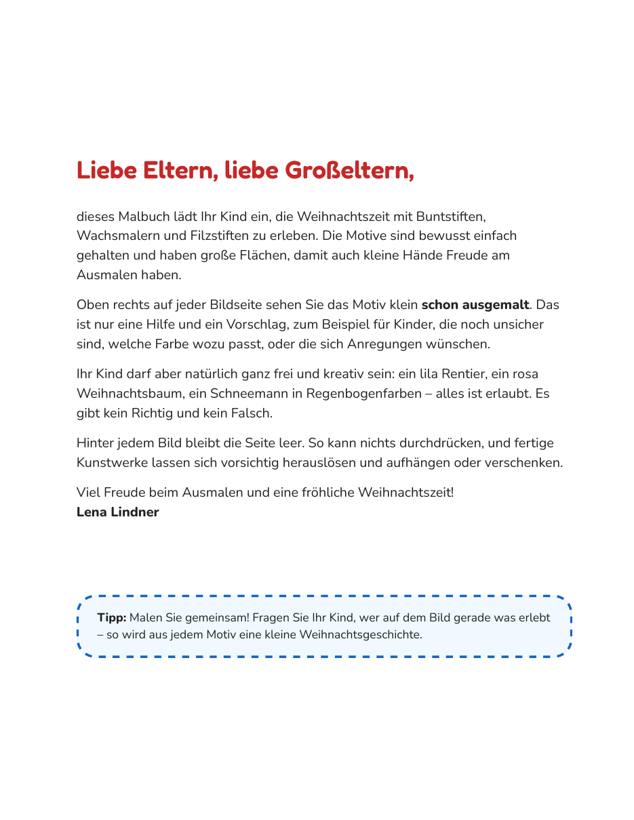 Liebe Eltern, liebe Großeltern,
dieses Malbuch lädt Ihr Kind ein, die Weihnachtszeit mit Buntstiften,
Wachsmalern und Filzstiften zu erleben. Die Motive sind bewusst einfach
gehalten und haben große Flächen, damit auch kleine Hände Freude am
Ausmalen haben.
Oben rechts auf jeder Bildseite sehen Sie das Motiv klein schon ausgemalt. Das
ist nur eine Hilfe und ein Vorschlag, zum Beispiel für Kinder, die noch unsicher
sind, welche Farbe wozu passt, oder die sich Anregungen wünschen.
Ihr Kind darf aber natürlich ganz frei und kreativ sein: ein lila Rentier, ein rosa
Weihnachtsbaum, ein Schneemann in Regenbogenfarben – alles ist erlaubt. Es
gibt kein Richtig und kein Falsch.
Hinter jedem Bild bleibt die Seite leer. So kann nichts durchdrücken, und fertige
Kunstwerke lassen sich vorsichtig herauslösen und aufhängen oder verschenken.
Viel Freude beim Ausmalen und eine fröhliche Weihnachtszeit!
Lena Lindner
Tipp: Malen Sie gemeinsam! Fragen Sie Ihr Kind, wer auf dem Bild gerade was erlebt
– so wird aus jedem Motiv eine kleine Weihnachtsgeschichte.